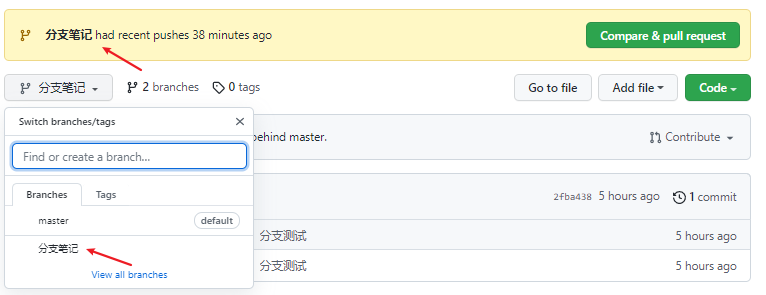 分支笔记 had recent pushes 38 minutes ago
Compare & pull request
分支笔记
2 branches
0 tags
Go to file
Add file
Code
Switch branches/tags
ehind master.
Contribute
Find or create a branch...
Branches
Tags
2fba438 5 hours ago
1 commit
master
default
分支测试
5 hours ago
分支笔记
分支测试
5 hours ago
View all branches